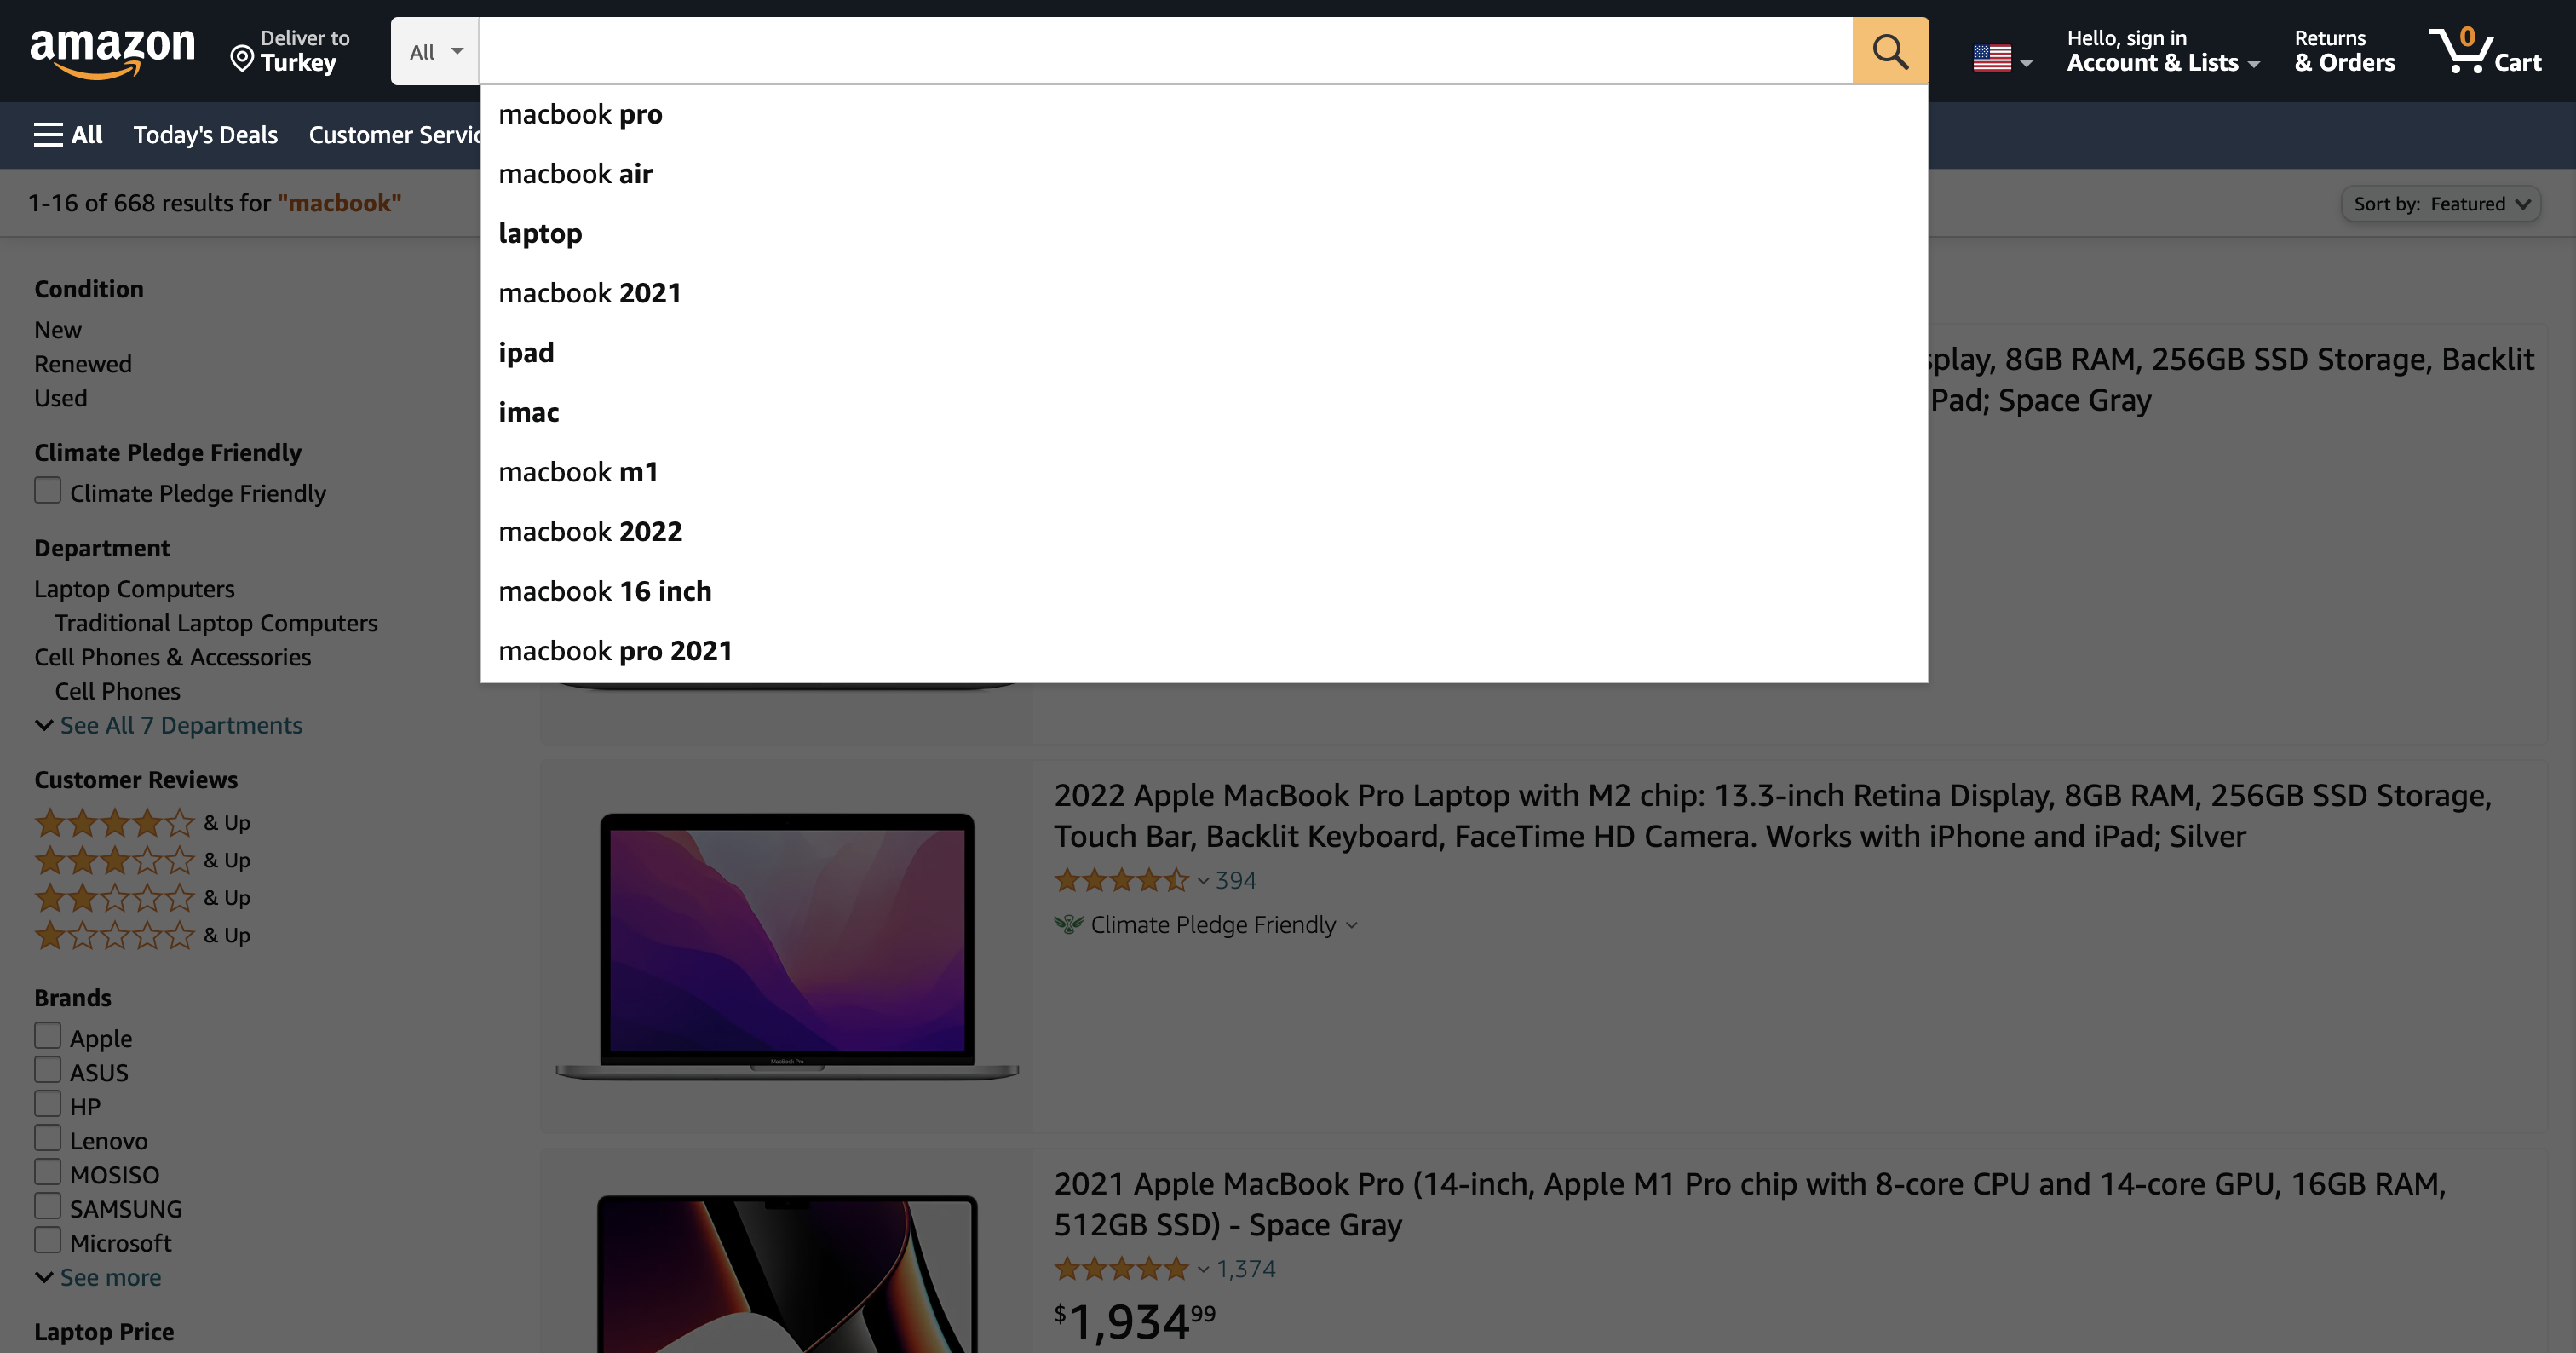 amazon
Deliver to
Turkey
All
Hello, sign in
Account & Lists
Returns
& Orders
0
Cart
All
Today's Deals
Customer Servic
macbook pro
macbook air
laptop
macbook 2021
ipad
imac
macbook m1
macbook 2022
macbook 16 inch
macbook pro 2021
1-16 of 668 results for "macbook"
Sort by: Featured
Condition
New
Renewed
Used
Climate Pledge Friendly
Climate Pledge Friendly
Department
Laptop Computers
Traditional Laptop Computers
Cell Phones & Accessories
Cell Phones
See All 7 Departments
Customer Reviews
& Up
& Up
& Up
& Up
Brands
Apple
ASUS
HP
Lenovo
MOSISO
SAMSUNG
Microsoft
See more
Laptop Price
splay, 8GB RAM, 256GB SSD Storage, Backlit
Pad; Space Gray
MacBook Pro
2022 Apple MacBook Pro Laptop with M2 chip: 13.3-inch Retina Display, 8GB RAM, 256GB SSD Storage,
Touch Bar, Backlit Keyboard, FaceTime HD Camera. Works with iPhone and iPad; Silver
394
Climate Pledge Friendly
2021 Apple MacBook Pro (14-inch, Apple M1 Pro chip with 8-core CPU and 14-core GPU, 16GB RAM,
512GB SSD) - Space Gray
1,374
$1,934 99